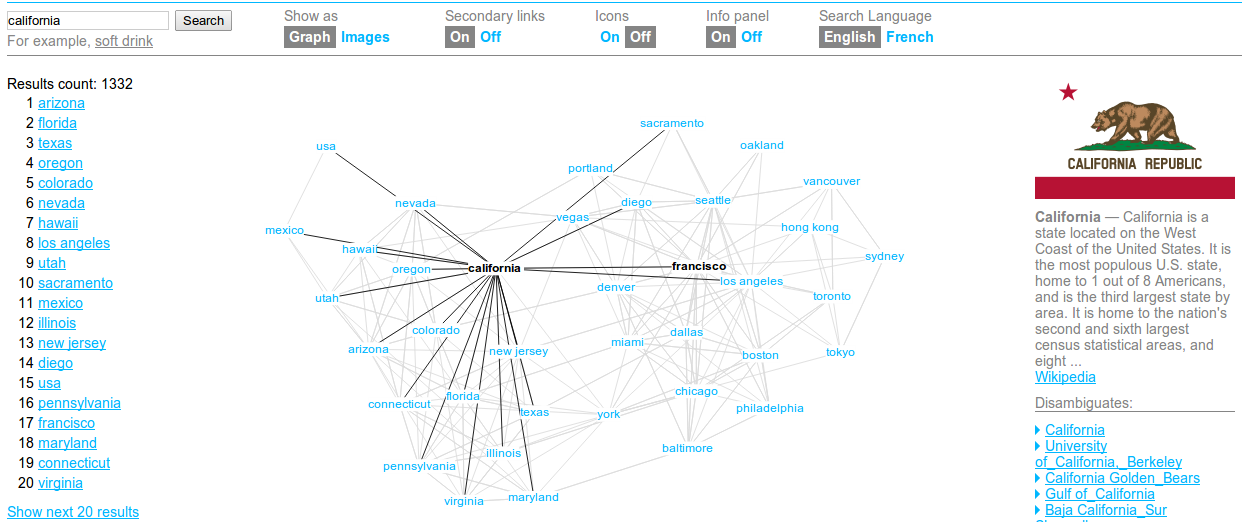 california Search
For example, soft drink
Show as
Graph Images
Secondary links
On Off
Icons
On Off
Info panel
On Off
Search Language
English French
Results count: 1332
1 arizona
2 florida
3 texas
4 oregon
5 colorado
6 nevada
7 hawaii
8 los angeles
9 utah
10 sacramento
11 mexico
12 illinois
13 new jersey
14 diego
15 usa
16 pennsylvania
17 francisco
18 maryland
19 connecticut
20 virginia
Show next 20 results
sacramento
usa
oakland
portland
vancouver
nevada
diego
seattle
vegas
mexico
hong kong
hawaii
sydney
oregon
california
francisco
los angeles
denver
utah
toronto
colorado
dallas
miami
arizona
new jersey
boston
tokyo
chicago
florida
connecticut
texas
york
philadelphia
baltimore
illinois
pennsylvania
virginia
maryland
CALIFORNIA REPUBLIC
California — California is a
state located on the West
Coast of the United States. It is
the most populous U.S. state,
home to 1 out of 8 Americans,
and is the third largest state by
area. It is home to the nation's
second and sixth largest
census statistical areas, and
eight ...
Wikipedia
Disambiguates:
California
University
of_California,_Berkeley
California Golden_Bears
Gulf of_California
Baja California_Sur